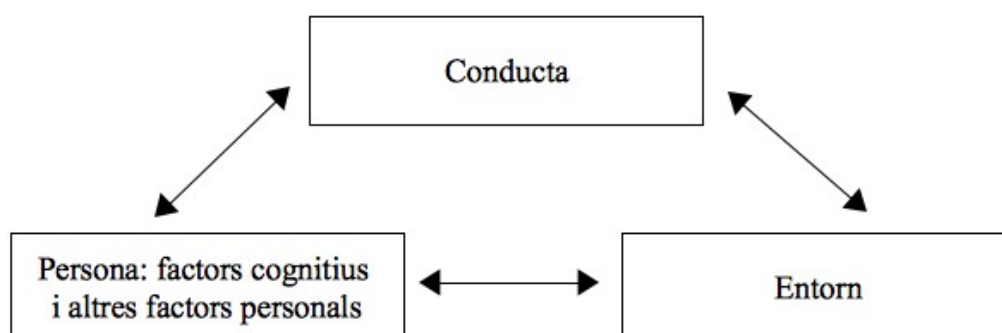 Conducta
Persona: factors cognitius
i altres factors personals
Entorn